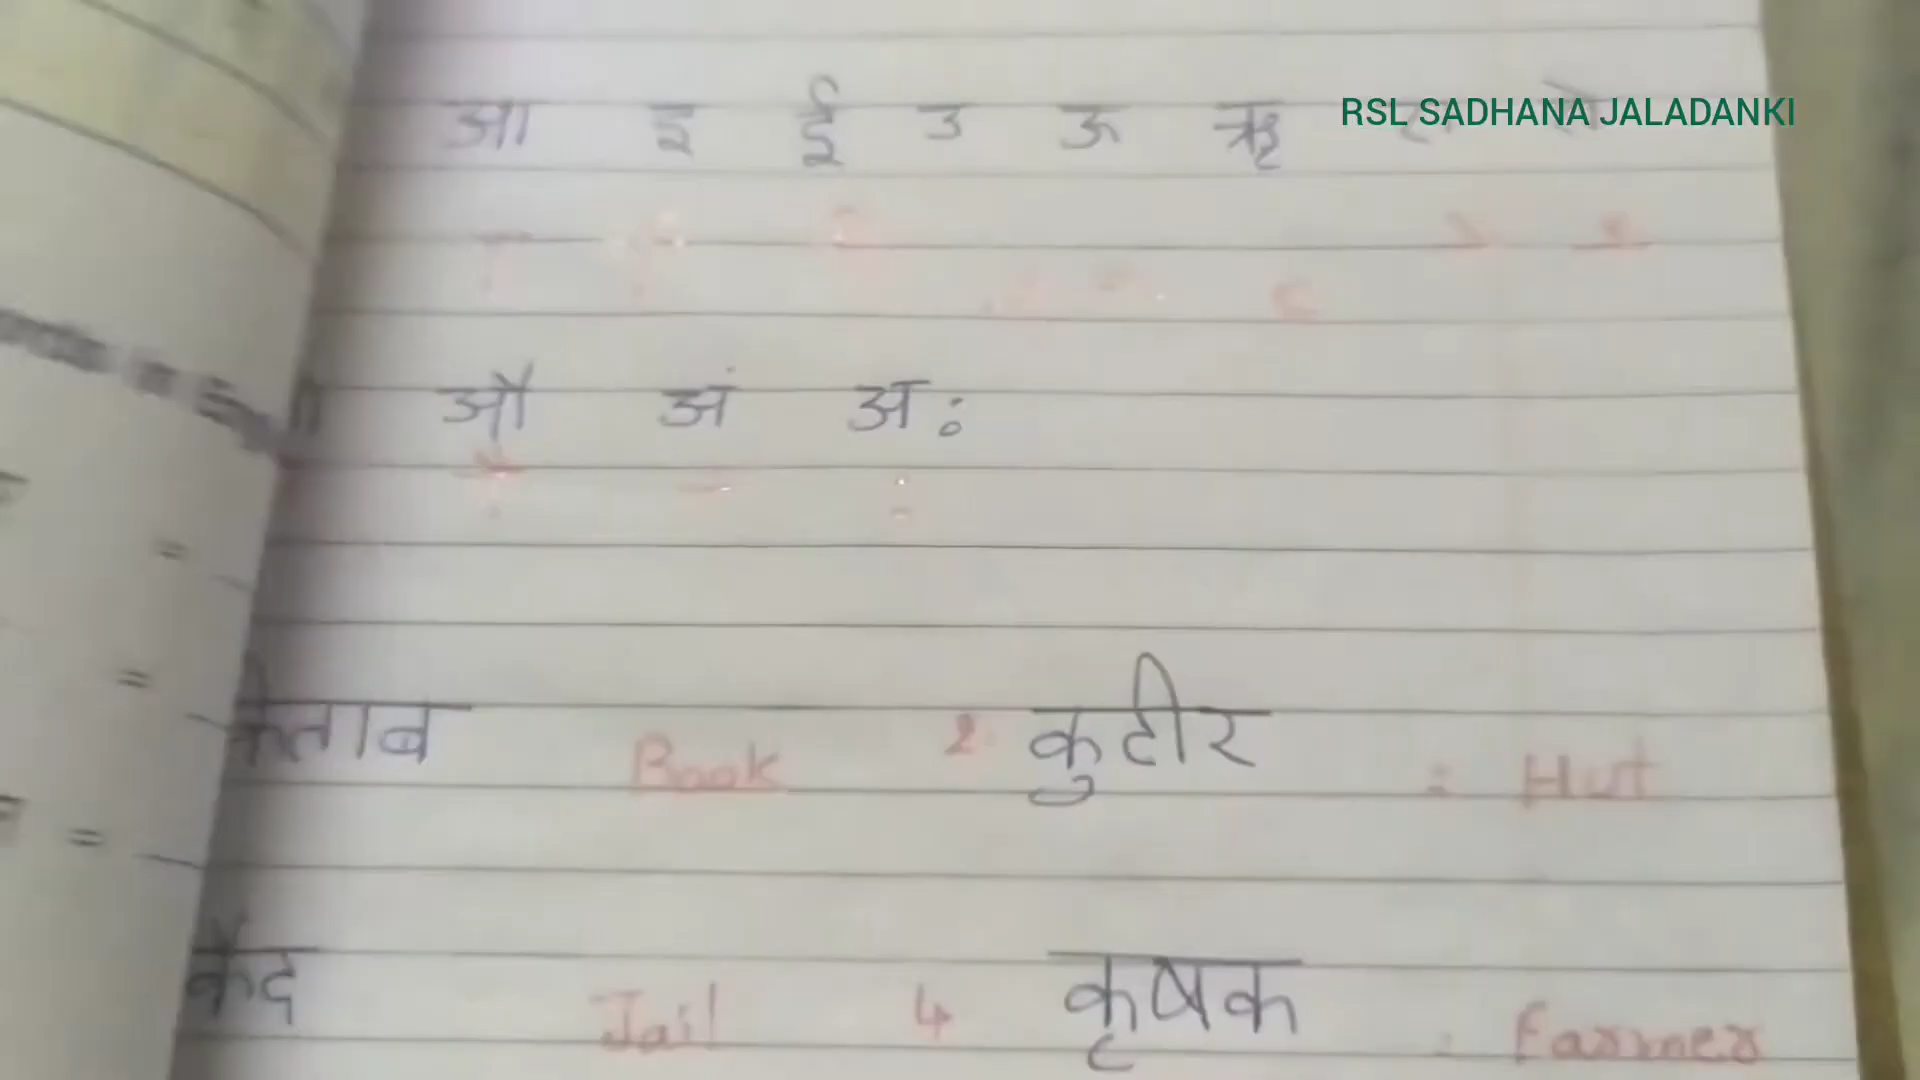 RSL SADHANA JALADANKI
आ इ ई उ ऊ ऋ
औ अं अः
किताब Book 2. कुटीर = Hut
कैद Jail 4 कृषक = Farmer